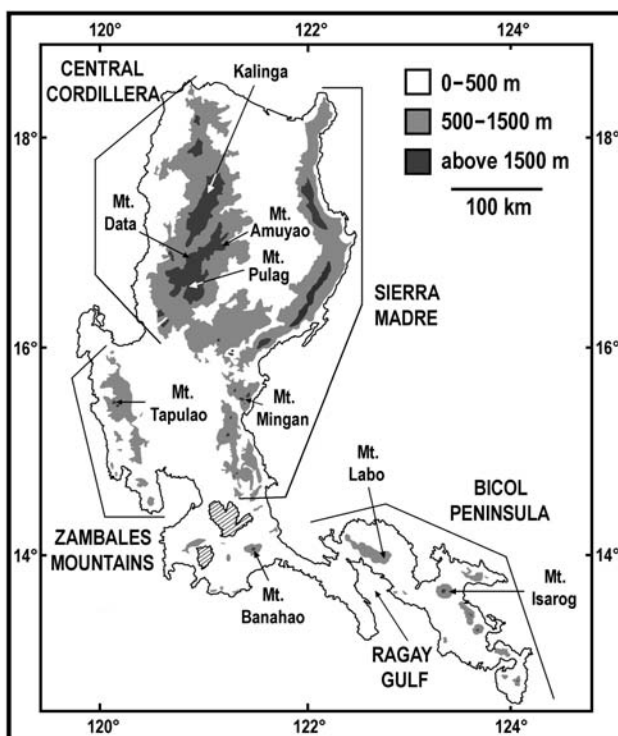 120°
122°
124°
CENTRAL
CORDILLERA
Kalinga
0–500 m
500–1500 m
above 1500 m
100 km
18°
18°
Mt.
Data
Mt.
Amuyao
Mt.
Pulag
SIERRA
MADRE
16°
16°
Mt.
Tapulao
Mt.
Mingan
Mt.
Labo
BICOL
PENINSULA
ZAMBALES
MOUNTAINS
14°
14°
Mt.
Banahao
Mt.
Isarog
RAGAY
GULF
120°
122°
124°